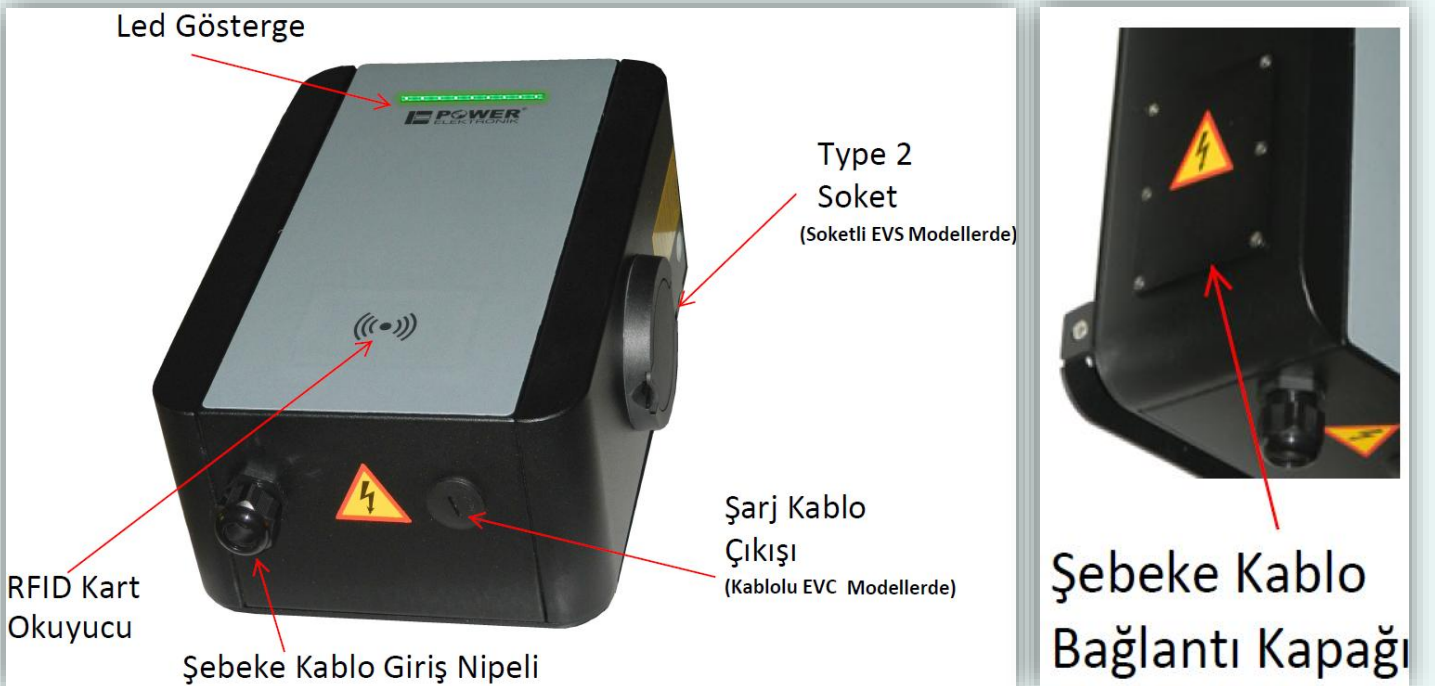 Led Gösterge
POWER
ELEKTRONİK
Type 2
Soket
(Soketli EVS Modellerde)
Şarj Kablo
Çıkışı
(Kablolu EVC Modellerde)
RFID Kart
Okuyucu
Şebeke Kablo Giriş Nipeli
Şebeke Kablo
Bağlantı Kapağı